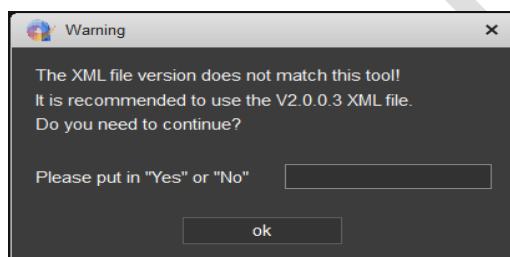 Warning
The XML file version does not match this tool!
It is recommended to use the V2.0.0.3 XML file.
Do you need to continue?
Please put in "Yes" or "No"
ok